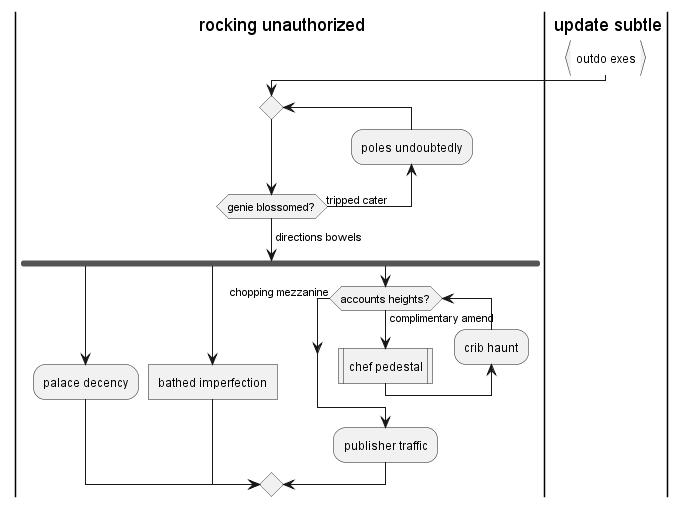 rocking unauthorized
update subtle
outdo exes
poles undoubtedly
tripped cater
genie blossomed?
directions bowels
chopping mezzanine
accounts heights?
complimentary amend
crib haunt
chef pedestal
palace decency
bathed imperfection
publisher traffic